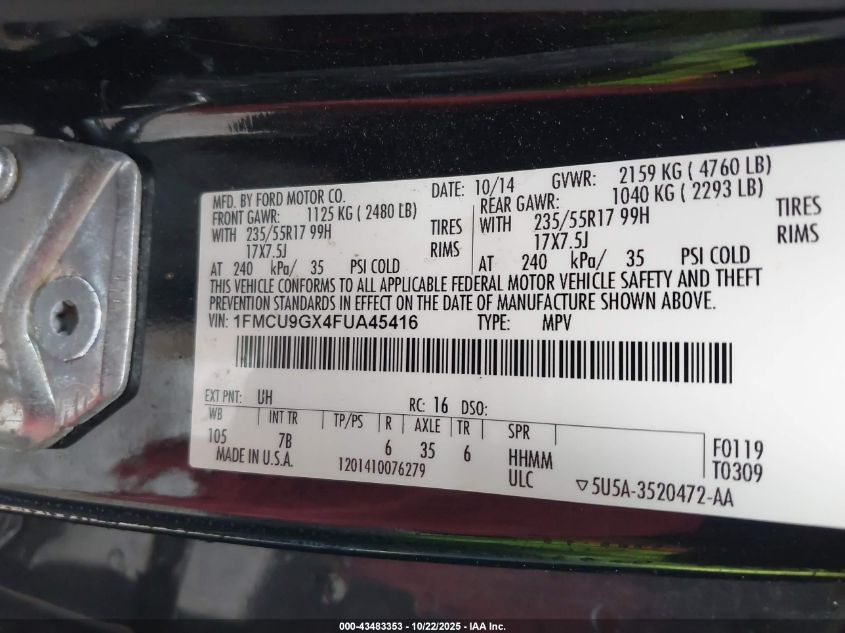 MFD. BY FORD MOTOR CO. DATE: 10/14 GVWR: 2159 KG ( 4760 LB)
FRONT GAWR: 1125 KG ( 2480 LB) REAR GAWR: 1040 KG ( 2293 LB)
WITH 235/55R17 99H TIRES WITH 235/55R17 99H TIRES
17X7.5J RIMS 17X7.5J RIMS
AT 240 kPa/ 35 PSI COLD AT 240 kPa/ 35 PSI COLD
THIS VEHICLE CONFORMS TO ALL APPLICABLE FEDERAL MOTOR VEHICLE SAFETY AND THEFT
PREVENTION STANDARDS IN EFFECT ON THE DATE OF MANUFACTURE SHOWN ABOVE.
VIN: 1FMCU9GX4FUA45416 TYPE: MPV
EXT PNT: UH RC: 16 DSO:
WB INT TR TP/PS R AXLE TR SPR
105 7B 6 35 6 HHMM F0119
MADE IN U.S.A. 1201410076279 ULC T0309
▽5U5A-3520472-AA
000-43483353 - 10/22/2025 - IAA Inc.